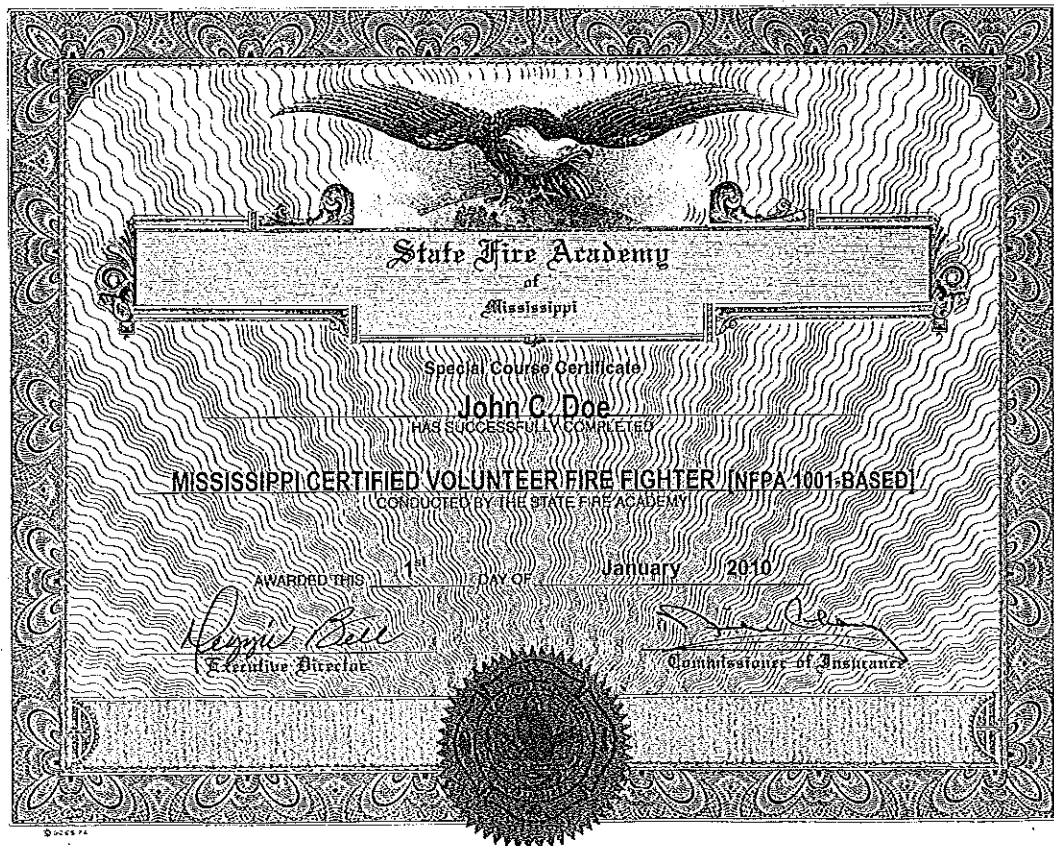 State Fire Academy
of
Mississippi
Special Course Certificate
John C. Doe
HAS SUCCESSFULLY COMPLETED
MISSISSIPPI CERTIFIED VOLUNTEER FIRE FIGHTER [NFPA 1001-BASED]
CONDUCTED BY THE STATE FIRE ACADEMY
AWARDED THIS 1st DAY OF January 2010
Executive Director
Commissioner of Insurance